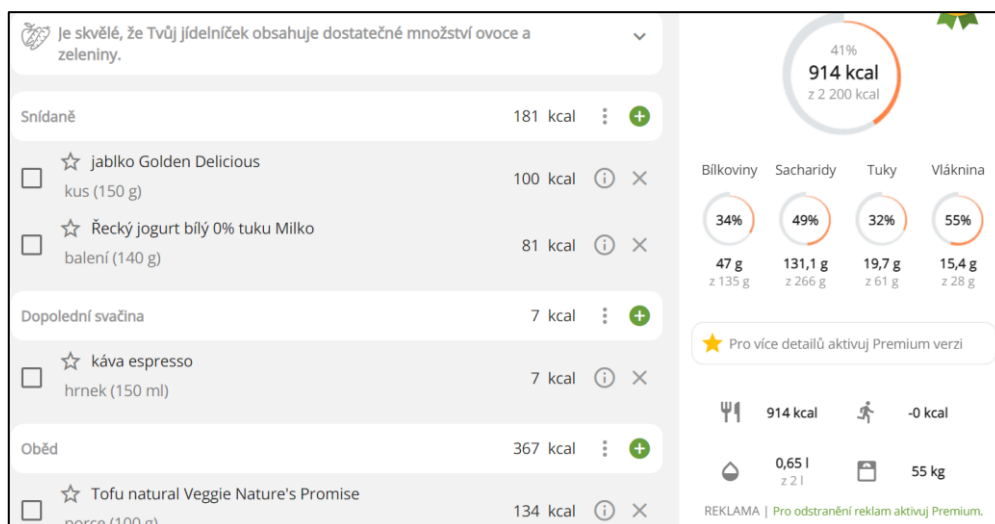 Je skvělé, že Tvůj jídelníček obsahuje dostatečné množství ovoce a
zeleniny.
Snídaně 181 kcal
jablko Golden Delicious
kus (150 g)
100 kcal
Řecký jogurt bílý 0% tuku Milko
balení (140 g)
81 kcal
Dopolední svačina 7 kcal
káva espresso
hrnek (150 ml)
7 kcal
Oběd 367 kcal
Tofu natural Veggie Nature's Promise
porce (100 g)
134 kcal
41%
914 kcal
z 2 200 kcal
Bílkoviny Sacharidy Tuky Vláknina
34% 49% 32% 55%
47 g 131,1 g 19,7 g 15,4 g
z 135 g z 266 g z 61 g z 28 g
Pro více detailů aktivuj Premium verzi
914 kcal -0 kcal
0,65 l 55 kg
z 2 l
REKLAMA | Pro odstranění reklam aktivuj Premium.